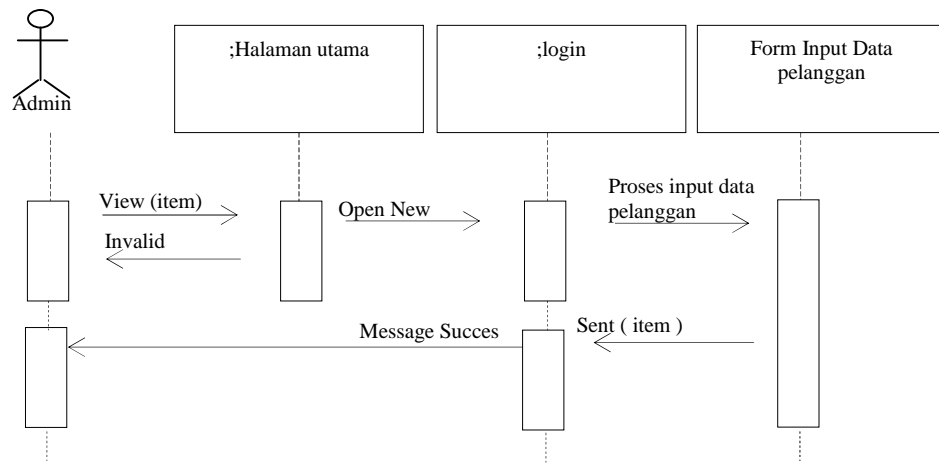 Admin
;Halaman utama
;login
Form Input Data
pelanggan
View (item)
Invalid
Open New
Proses input data
pelanggan
Message Succes
Sent ( item )